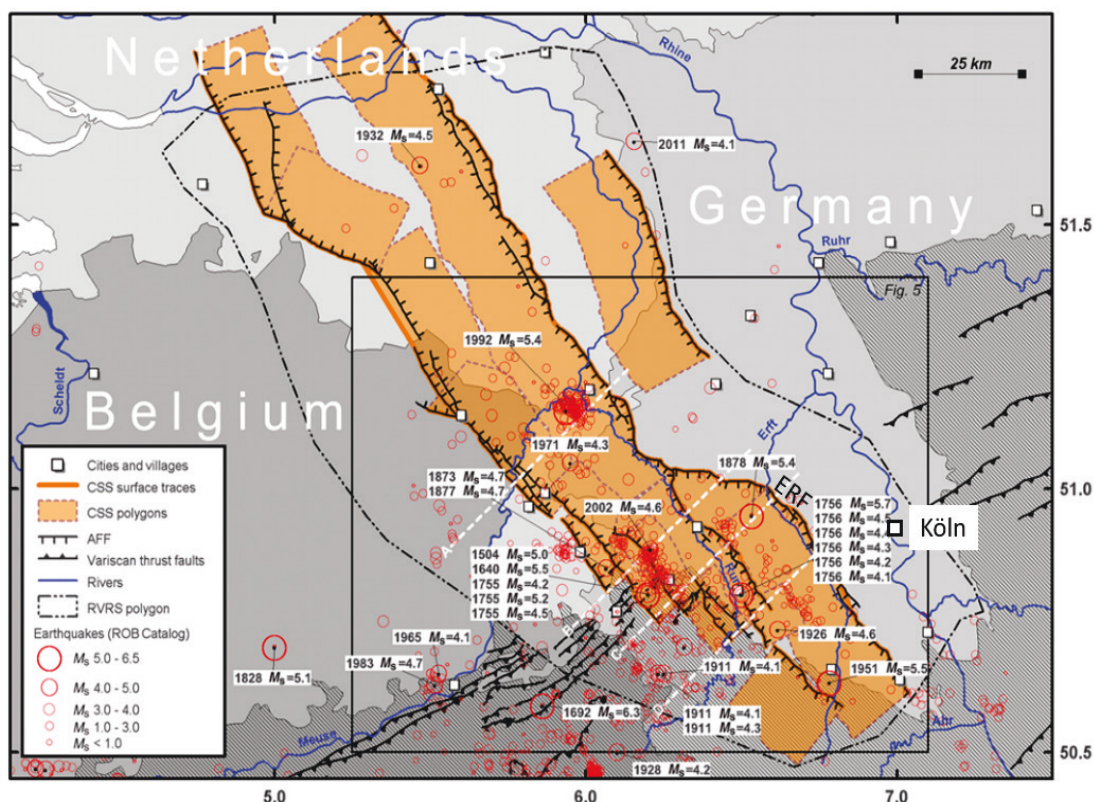 Netherlands
Rhine
25 km
1932 Ms=4.5
2011 Ms=4.1
Germany
51.5
Ruhr
Fig. 5
Scheldt
1992 Ms=5.4
Belgium
Erft
1971 Ms=4.3
1878 Ms=5.4
1873 Ms=4.7
1877 Ms=4.7
ERF
51.0
2002 Ms=4.6
1756 Ms=5.7
1756 Ms=4.
1756 Ms=4.
1756 Ms=4.3
1756 Ms=4.2
1756 Ms=4.1
Köln
A
1504 Ms=5.0
1640 Ms=5.5
1755 Ms=4.2
1755 Ms=5.2
1755 Ms=4.5
B
1926 Ms=4.6
1965 Ms=4.1
1983 Ms=4.7
1911 Ms=4.1
1951 Ms=5.5
1828 Ms=5.1
1692 Ms=6.3
1911 Ms=4.1
1911 Ms=4.3
Ahr
Meuse
1928 Ms=4.2
50.5
5.0
6.0
7.0
Cities and villages
CSS surface traces
CSS polygons
AFF
Variscan thrust faults
Rivers
RVRS polygon
Earthquakes (ROB Catalog)
Ms 5.0 - 6.5
Ms 4.0 - 5.0
Ms 3.0 - 4.0
Ms 1.0 - 3.0
Ms < 1.0